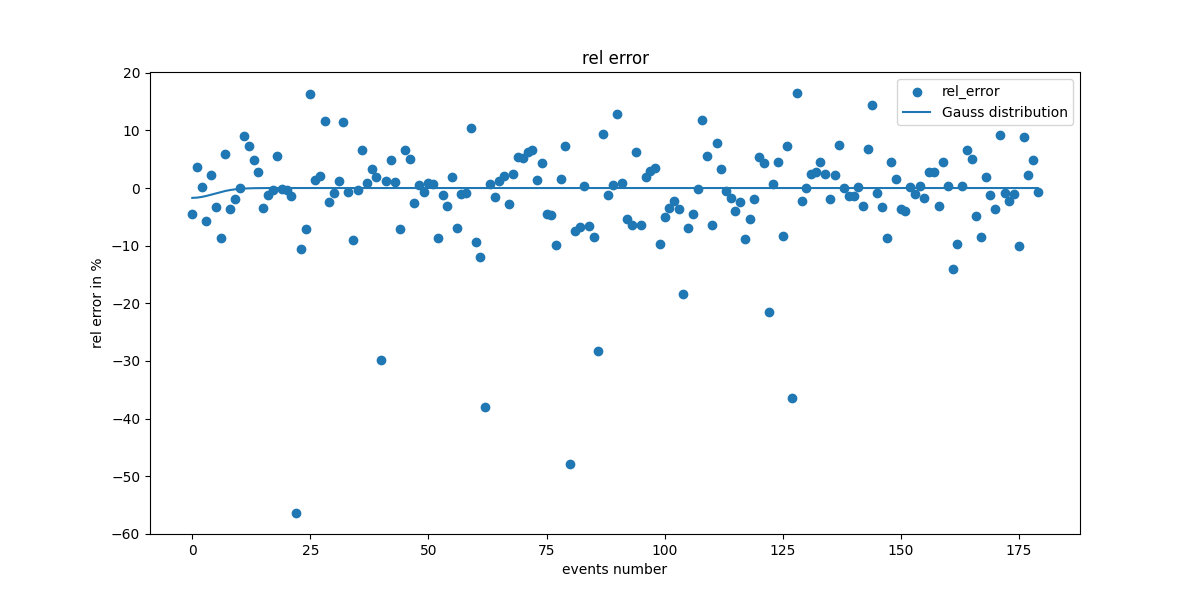 rel error
rel_error
Gauss distribution
20
10
0
−10
−20
−30
−40
−50
−60
rel error in %
0 25 50 75 100 125 150 175
events number